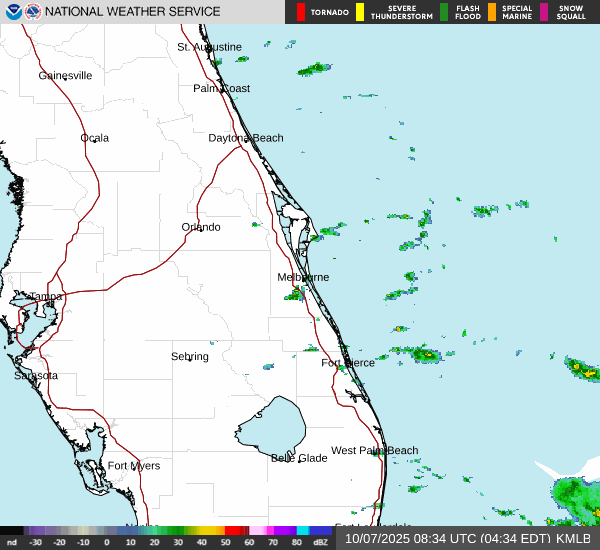 NATIONAL WEATHER SERVICE
TORNADO
SEVERE THUNDERSTORM
FLASH FLOOD
SPECIAL MARINE
SNOW SQUALL
St. Augustine
Gainesville
Palm Coast
Ocala
Daytona Beach
Orlando
Melbourne
Tampa
Sebring
Fort Pierce
Sarasota
West Palm Beach
Belle Glade
Fort Myers
nd -30 -20 -10 0 10 20 30 40 50 60 70 80 dBZ
10/07/2025 08:34 UTC (04:34 EDT) KMLB